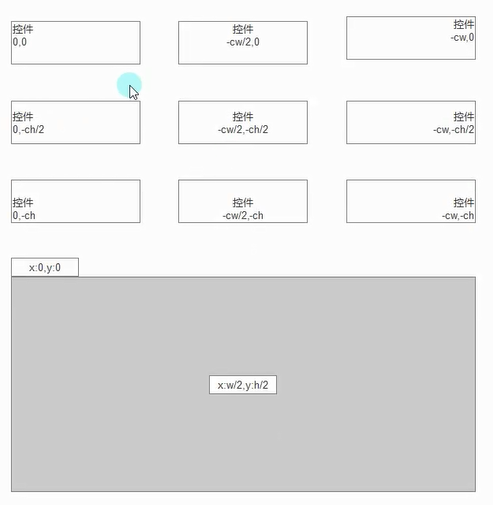 控件
0,0
控件
-cw/2,0
控件
-cw,0
控件
0,-ch/2
控件
-cw/2,-ch/2
控件
-cw,-ch/2
控件
0,-ch
控件
-cw/2,-ch
控件
-cw,-ch
x:0,y:0
x:w/2,y:h/2